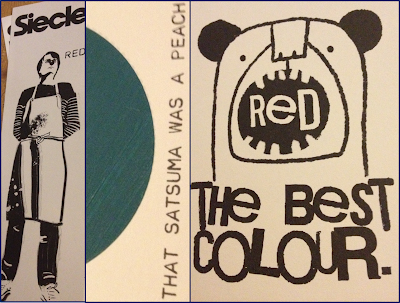 Siecle
RED
THAT SATSUMA WAS A PEACH
ReD
THe BeST
COLOUR.